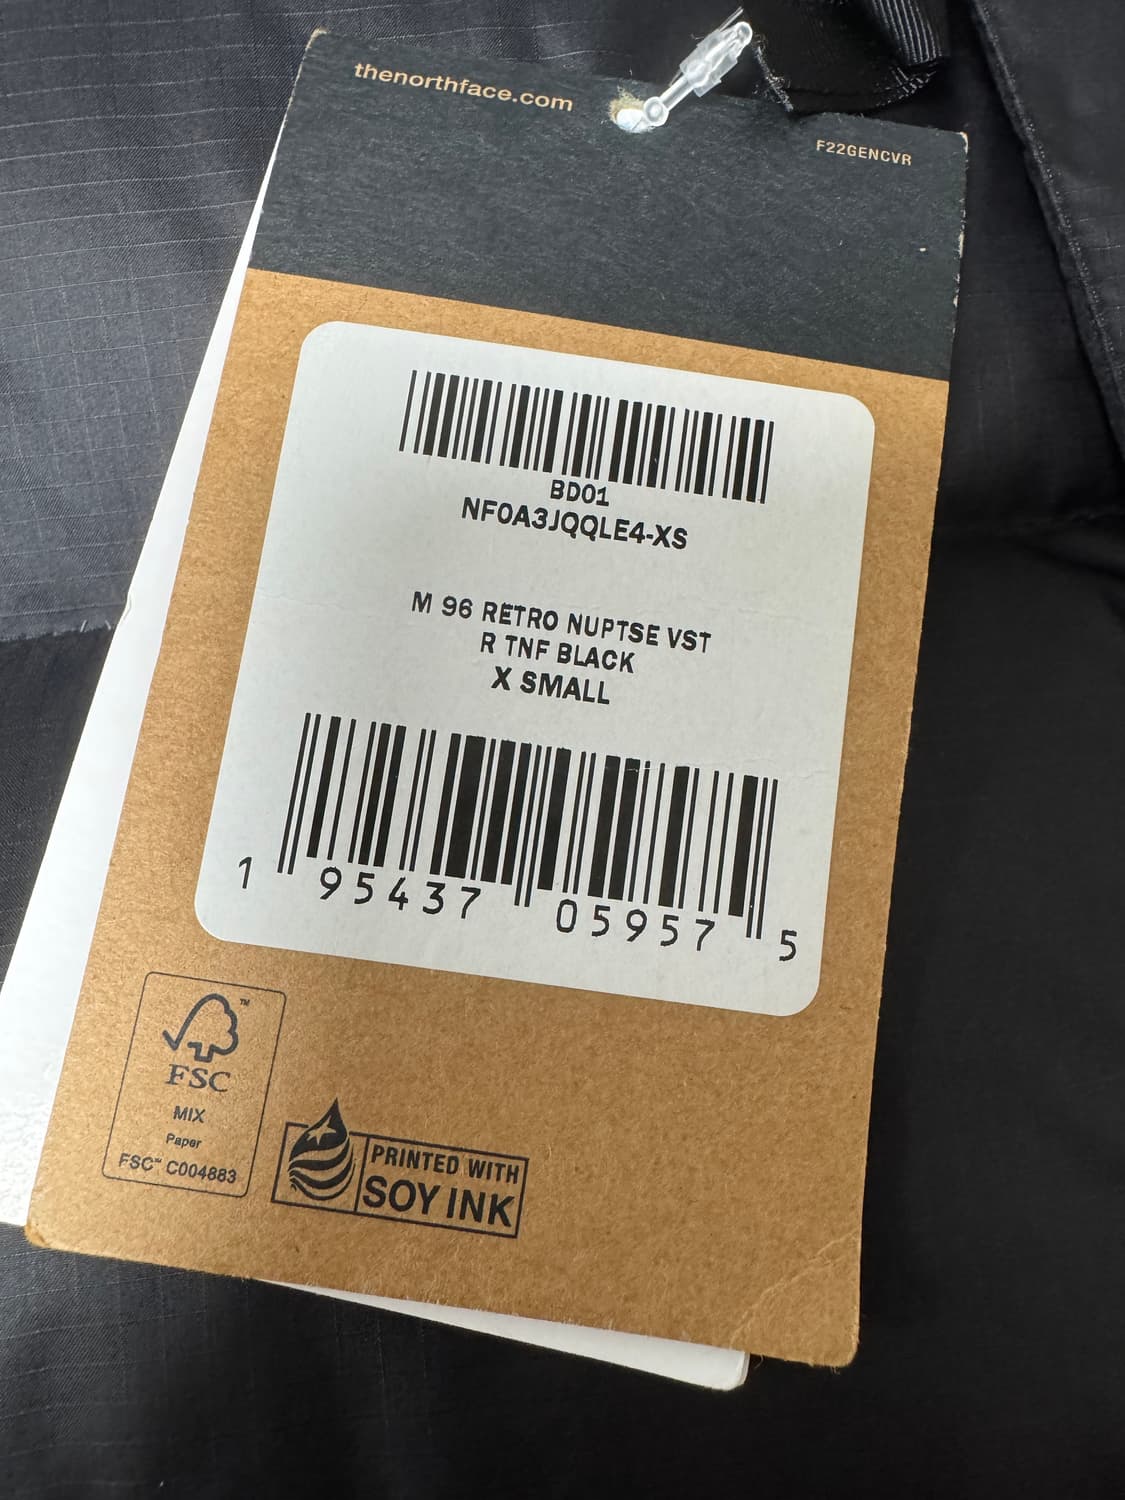 thenorthface.com
F22GENCVR
BD01
NF0A3JQQLE4-XS
M 96 RETRO NUPTSE VST
R TNF BLACK
X SMALL
1 95437 05957 5
™
FSC
MIX
Paper
FSC™ C004883
PRINTED WITH
SOY INK